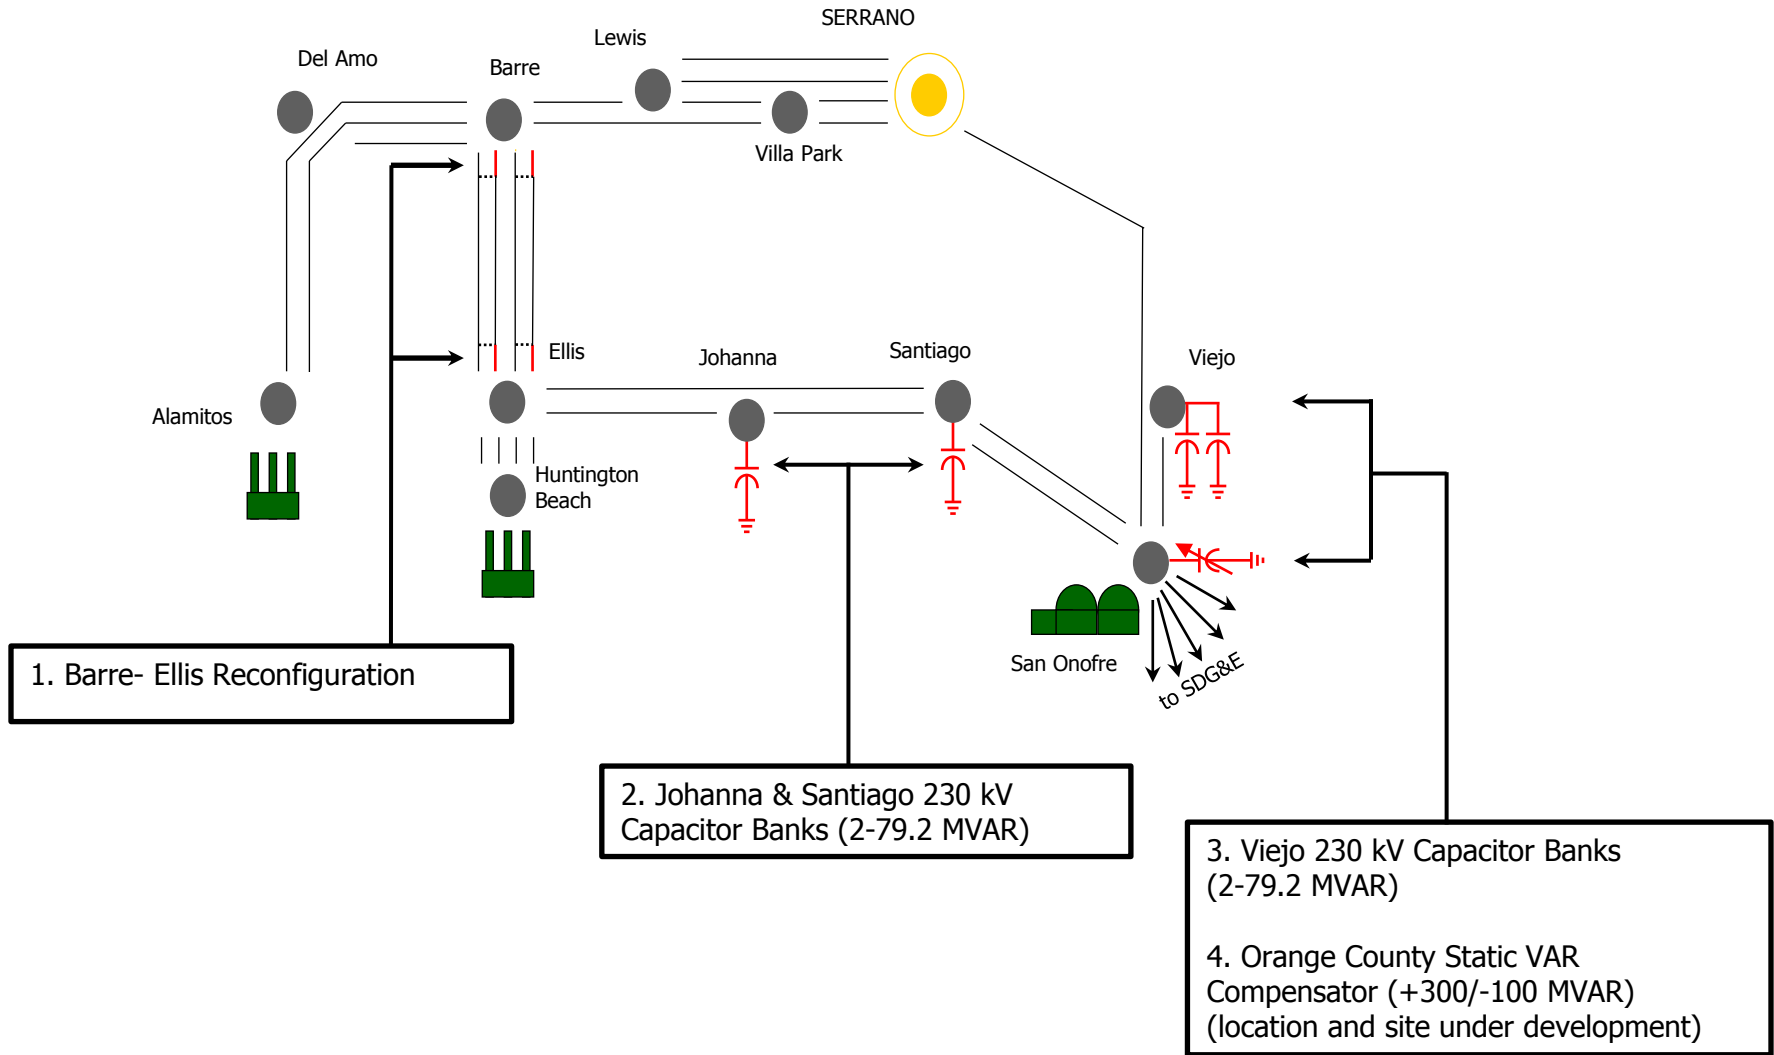 SERRANO
Lewis
Del Amo
Barre
Villa Park
Ellis
Johanna
Santiago
Viejo
Alamitos
Huntington
Beach
San Onofre
to SDG&E
1. Barre- Ellis Reconfiguration
2. Johanna & Santiago 230 kV
Capacitor Banks (2-79.2 MVAR)
3. Viejo 230 kV Capacitor Banks
(2-79.2 MVAR)
4. Orange County Static VAR
Compensator (+300/-100 MVAR)
(location and site under development)